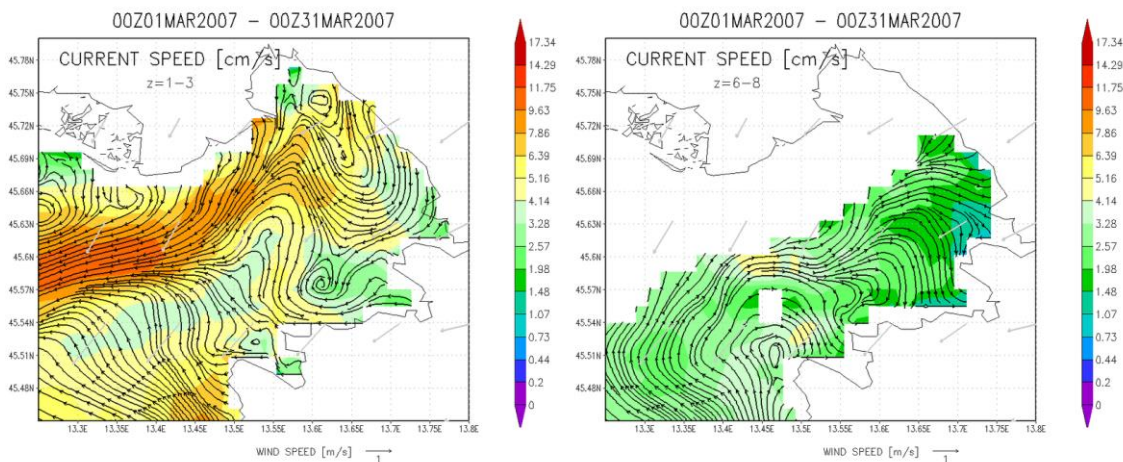 00Z01MAR2007 − 00Z31MAR2007
CURRENT SPEED [cm/s]
z=1−3
45.78N
45.75N
45.72N
45.69N
45.66N
45.63N
45.6N
45.57N
45.54N
45.51N
45.48N
13.3E 13.35E 13.4E 13.45E 13.5E 13.55E 13.6E 13.65E 13.7E 13.75E 13.8E
WIND SPEED [m/s]
1
17.34
14.29
11.75
9.63
7.86
6.39
5.16
4.14
3.28
2.57
1.98
1.48
1.07
0.73
0.44
0.2
0
00Z01MAR2007 − 00Z31MAR2007
CURRENT SPEED [cm/s]
z=6−8
45.78N
45.75N
45.72N
45.69N
45.66N
45.63N
45.6N
45.57N
45.54N
45.51N
45.48N
13.3E 13.35E 13.4E 13.45E 13.5E 13.55E 13.6E 13.65E 13.7E 13.75E 13.8E
WIND SPEED [m/s]
1
17.34
14.29
11.75
9.63
7.86
6.39
5.16
4.14
3.28
2.57
1.98
1.48
1.07
0.73
0.44
0.2
0